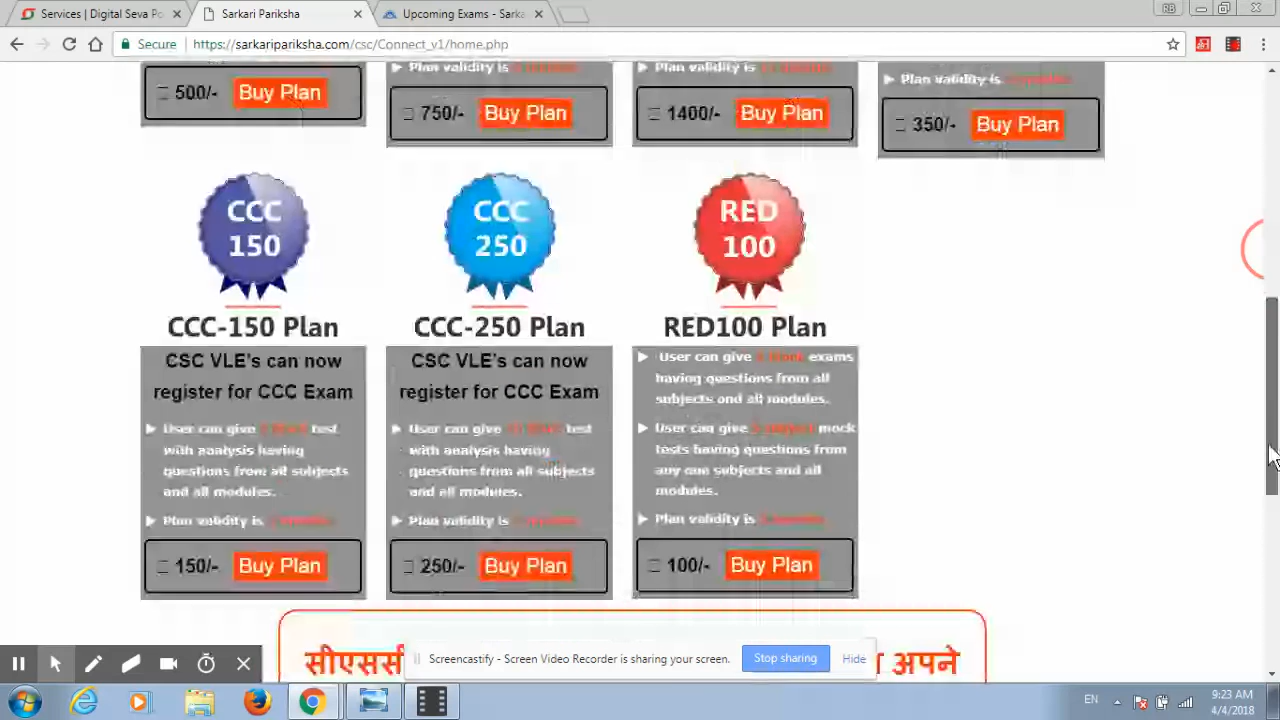 Services | Digital Seva Po
Sarkari Pariksha
Upcoming Exams - Sarka
RB
Secure
https://sarkaripariksha.com/csc/Connect_v1/home.php
Plan validity is
Plan validity is
Plan validity is
500/- Buy Plan
750/- Buy Plan
1400/- Buy Plan
350/- Buy Plan
CCC
150
CCC
250
RED
100
CCC-150 Plan
CSC VLE's can now
register for CCC Exam
User can give test
with analysis having
questions from all subjects
and all modules.
Plan validity is
150/- Buy Plan
CCC-250 Plan
CSC VLE's can now
register for CCC Exam
User can give test
with analysis having
questions from all subjects
and all modules.
Plan validity is
250/- Buy Plan
RED100 Plan
User can give exams
having questions from all
subjects and all modules.
User can give mock
tests having questions from
any one subjects and all
modules.
Plan validity is
100/- Buy Plan
सीएससी अपने
Screencastify - Screen Video Recorder is sharing your screen.
Stop sharing
Hide
EN
9:23 AM
4/4/2018